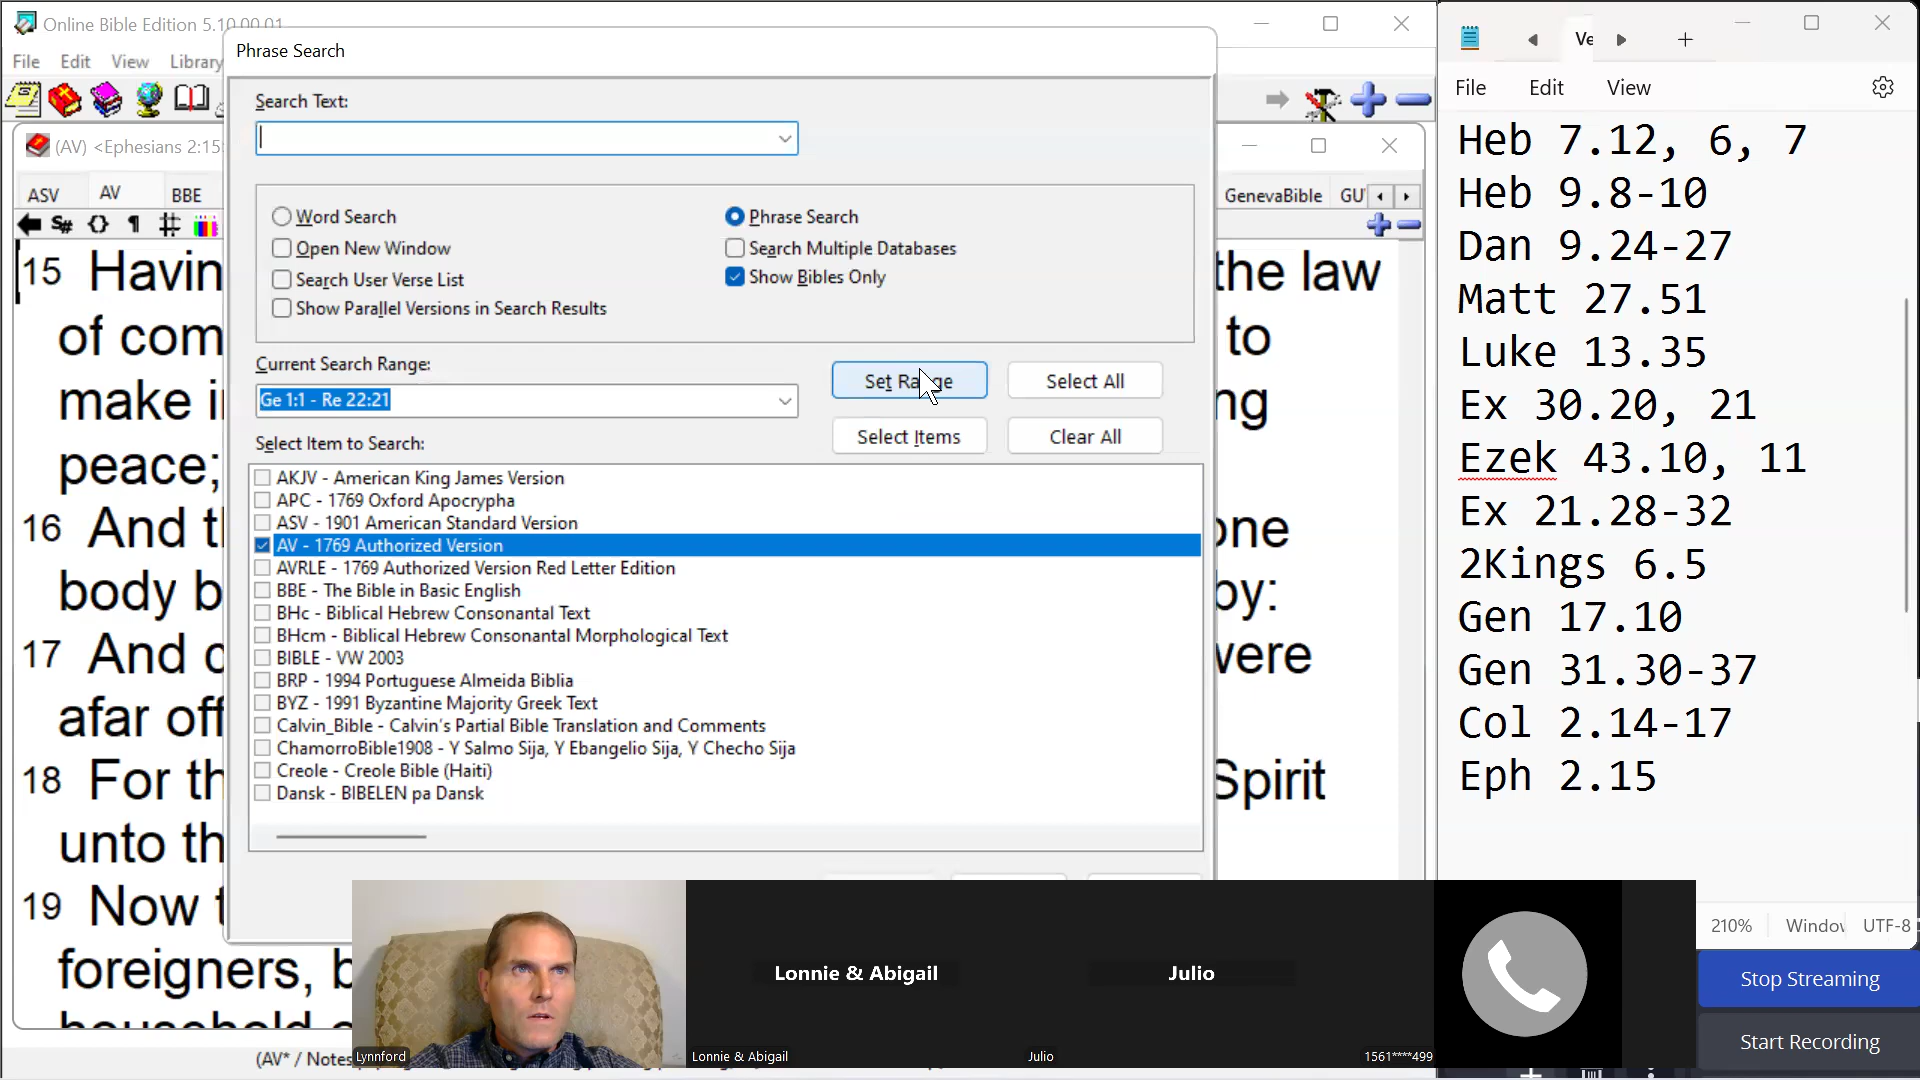 Online Bible Edition 5.10.00.01
File Edit View Library
Phrase Search
Search Text:
Word Search
Phrase Search
Open New Window
Search Multiple Databases
Search User Verse List
Show Bibles Only
Show Parallel Versions in Search Results
Current Search Range:
Ge 1:1 - Re 22:21
Set Range
Select All
Select Items
Clear All
Select Item to Search:
AKJV - American King James Version
APC - 1769 Oxford Apocrypha
ASV - 1901 American Standard Version
AV - 1769 Authorized Version
AVRLE - 1769 Authorized Version Red Letter Edition
BBE - The Bible in Basic English
BHc - Biblical Hebrew Consonantal Text
BHcm - Biblical Hebrew Consonantal Morphological Text
BIBLE - VW 2003
BRP - 1994 Portuguese Almeida Biblia
BYZ - 1991 Byzantine Majority Greek Text
Calvin_Bible - Calvin's Partial Bible Translation and Comments
ChamorroBible1908 - Y Salmo Sija, Y Ebangelio Sija, Y Checho Sija
Creole - Creole Bible (Haiti)
Dansk - BIBELEN pa Dansk
(AV) <Ephesians 2:15>
ASV AV BBE
GenevaBible GU
15 Havin the law
of com to
make i ng
peace;
16 And t one
body b by:
17 And c were
afar off
18 For th Spirit
unto th
19 Now t
foreigners, b
household
(AV* / Notes
Ve
File Edit View
Heb 7.12, 6, 7
Heb 9.8-10
Dan 9.24-27
Matt 27.51
Luke 13.35
Ex 30.20, 21
Ezek 43.10, 11
Ex 21.28-32
2Kings 6.5
Gen 17.10
Gen 31.30-37
Col 2.14-17
Eph 2.15
210% Window UTF-8
Stop Streaming
Start Recording
Lynnford
Lonnie & Abigail
Lonnie & Abigail
Julio
Julio
1561****499